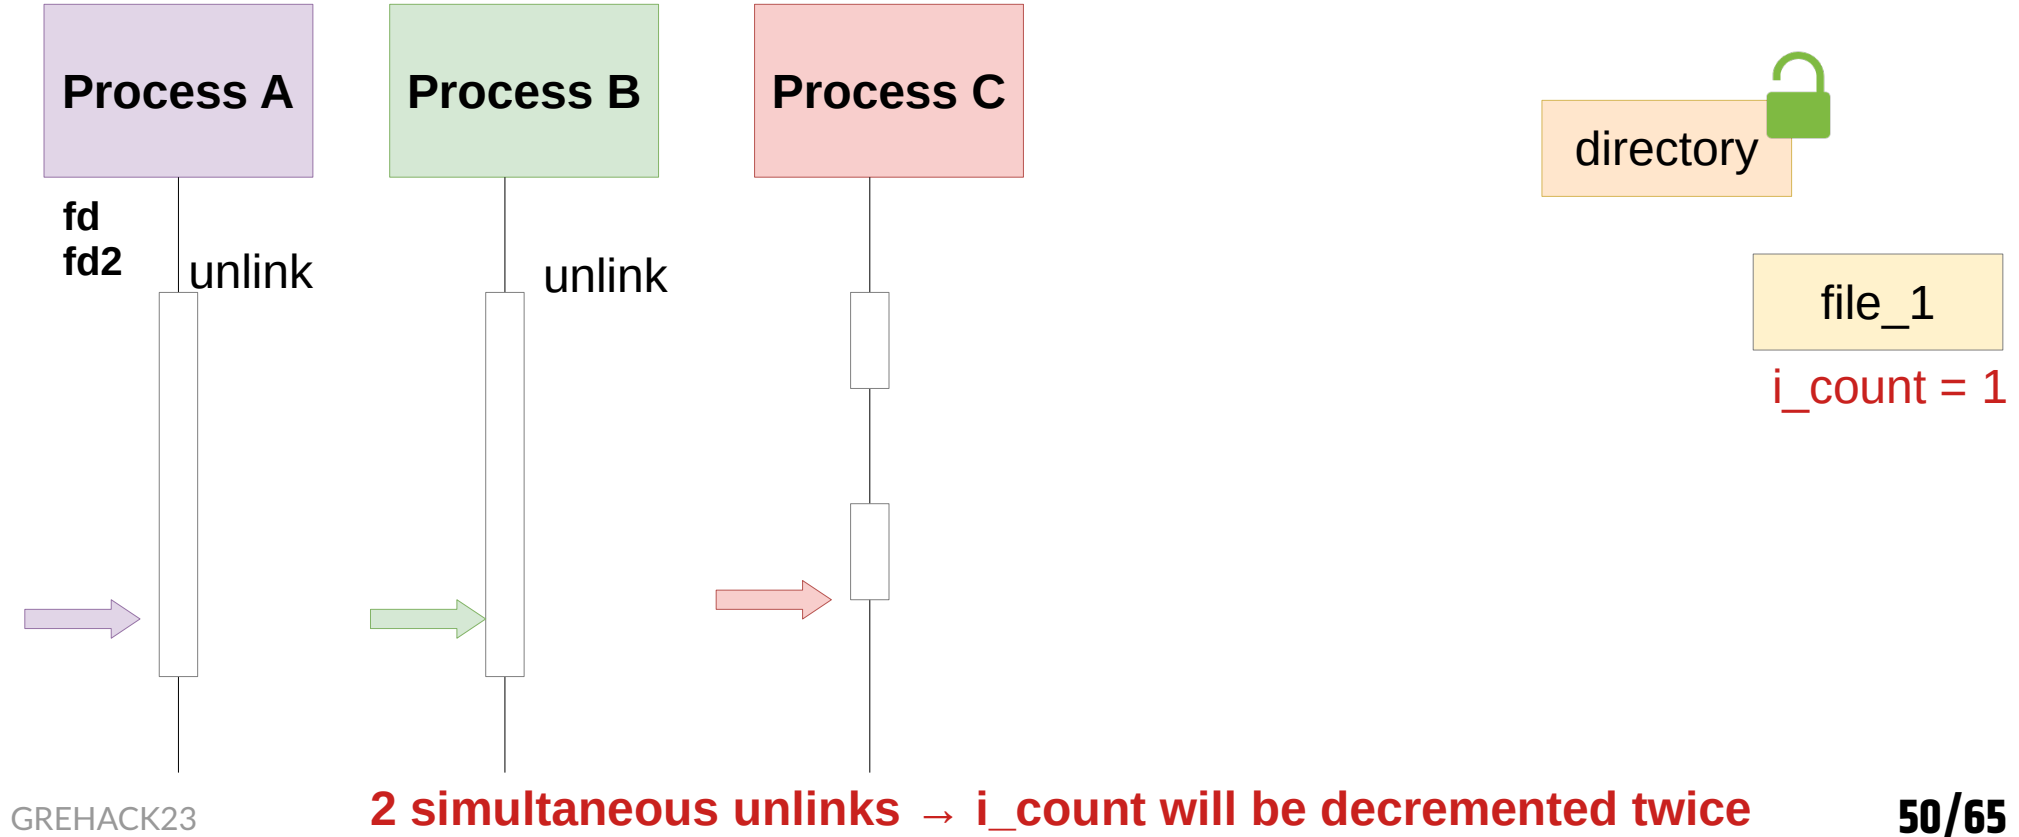 Process A
Process B
Process C
directory
fd
fd2
unlink
unlink
file_1
i_count = 1
GREHACK23
2 simultaneous unlinks → i_count will be decremented twice
50/65